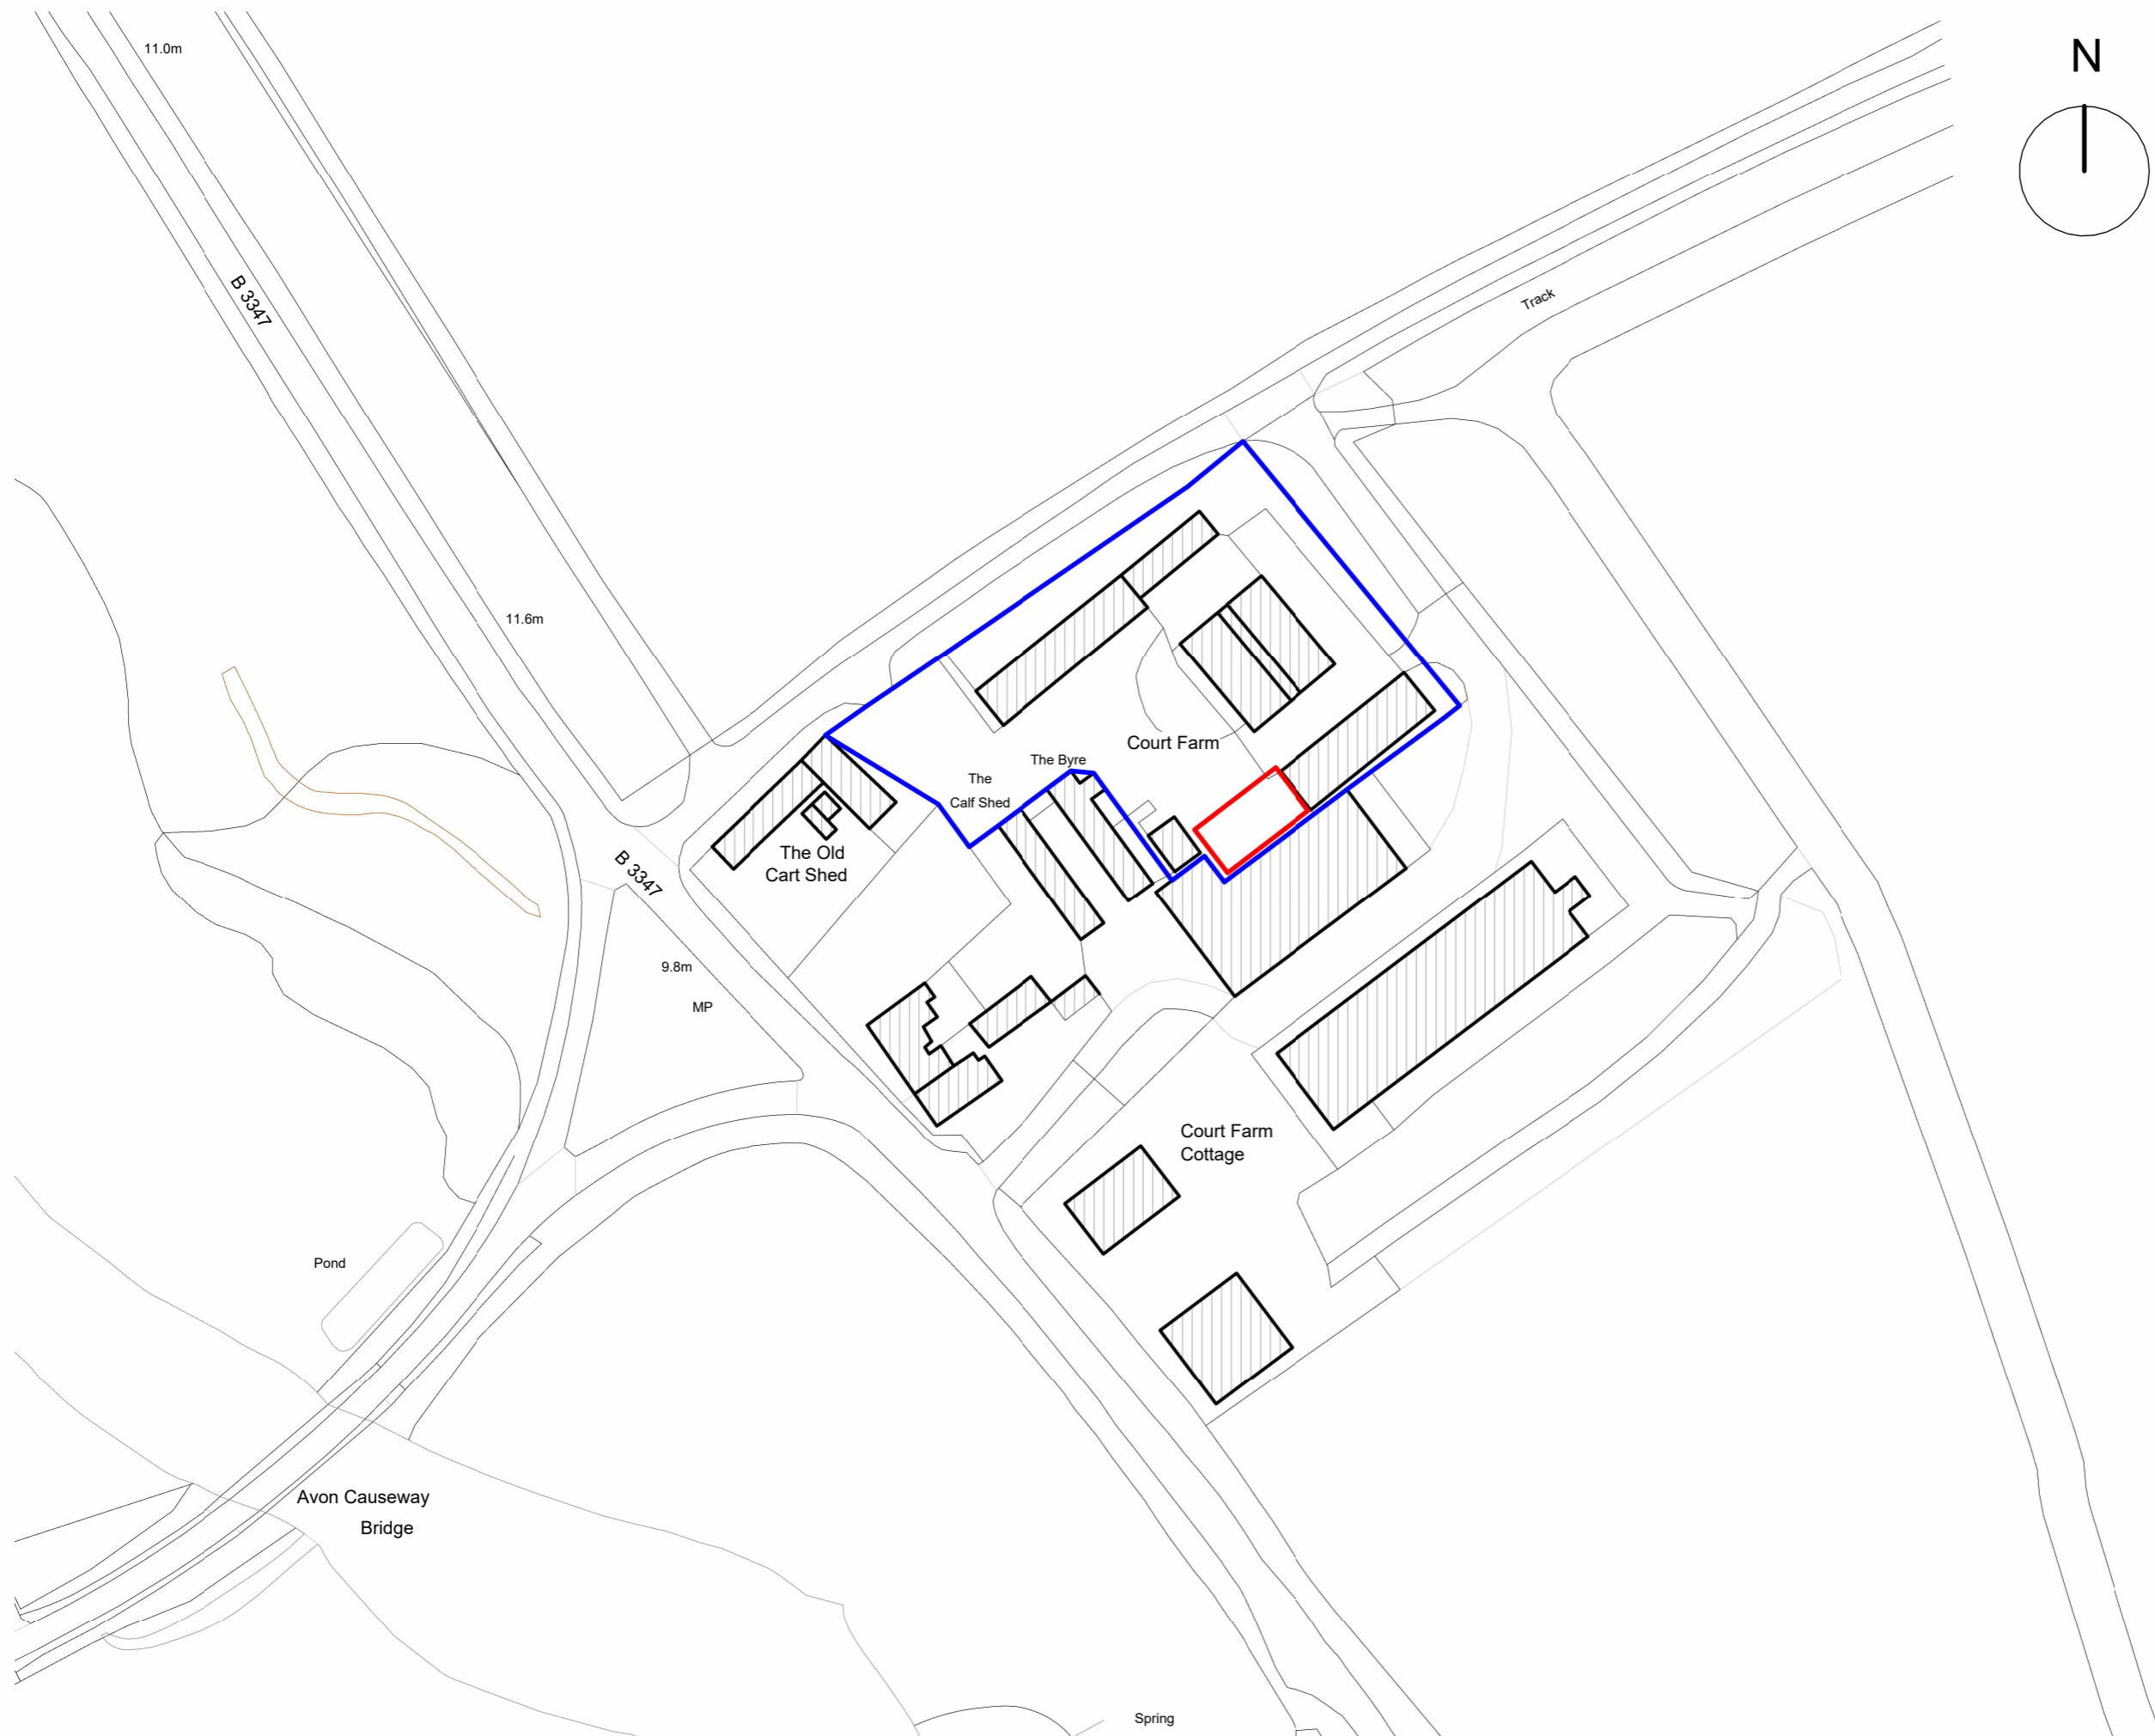 11.0m
N
B 3347
Track
11.6m
Court Farm
The Byre
The
Calf Shed
The Old
Cart Shed
B 3347
9.8m
MP
Court Farm
Cottage
Pond
Avon Causeway
Bridge
Spring